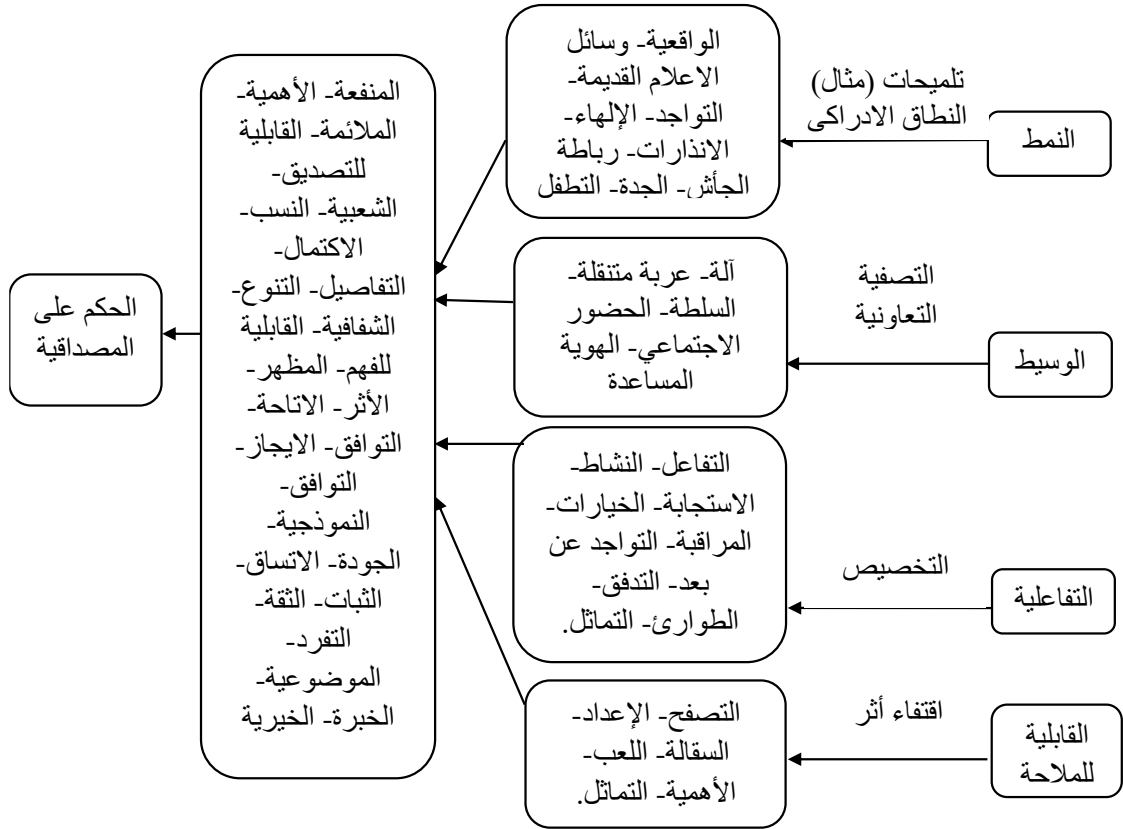 النمط
الوسيط
التفاعلية
القابلية
للملاحة
تلميحات (مثال)
النطاق الادراكى
التصفية
التعاونية
التخصيص
اقتفاء أثر
الواقعية- وسائل
الاعلام القديمة-
التواجد- الإلهاء-
الانذارات- رباطة
الجأش- الجدة- التطفل
آلة- عربة متنقلة-
السلطة- الحضور
الاجتماعي- الهوية
المساعدة
التفاعل- النشاط-
الاستجابة- الخيارات-
المراقبة- التواجد عن
بعد- التدفق-
الطوارئ- التماثل.
التصفح- الإعداد-
السقالة- اللعب-
الأهمية- التماثل.
المنفعة- الأهمية-
الملائمة- القابلية
للتصديق-
الشعبية- النسب-
الاكتمال-
التفاصيل- التنوع-
الشفافية- القابلية
للفهم- المظهر-
الأثر- الاتاحة-
التوافق- الايجاز-
التوافق-
النموذجية-
الجودة- الاتساق-
الثبات- الثقة-
التفرد-
الموضوعية-
الخبرة- الخيرية
الحكم على
المصداقية